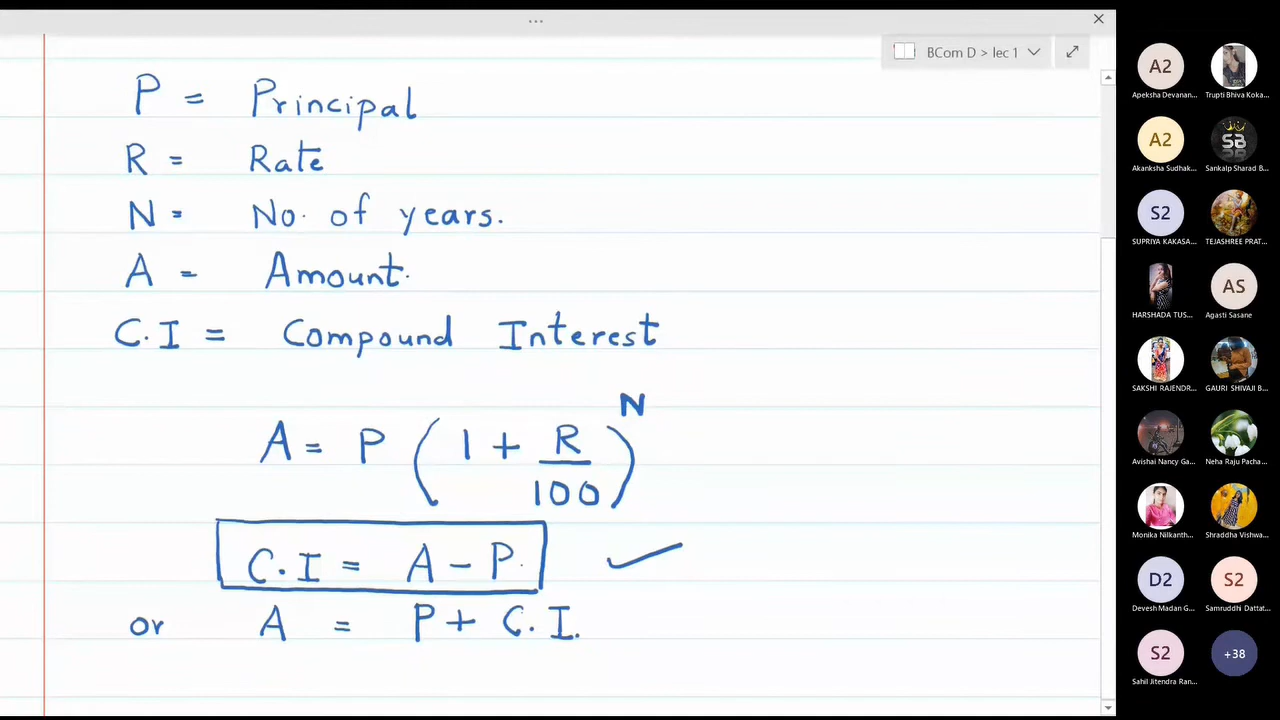 ...
BCom D > lec 1
P = Principal
R = Rate
N = No. of years.
A = Amount.
C.I = Compound Interest
A = P (1 + R/100)^N
C.I = A - P.
or A = P + C.I.
A2
Apeksha Devanan...
Trupti Bhiva Koka...
A2
Akanksha Sudhak...
SB
Sankalp Sharad B...
S2
SUPRIYA KAKASA...
TEJASHREE PRAT...
HARSHADA TUS...
AS
Agasti Sasane
SAKSHI RAJENDR...
GAURI SHIVAJI B...
Avishai Nancy Ga...
Neha Raju Pacha...
Monika Nilkanth...
Shraddha Vishwa...
D2
Devesh Madan G...
S2
Samruddhi Dattat...
S2
Sahil Jitendra Ran...
+38